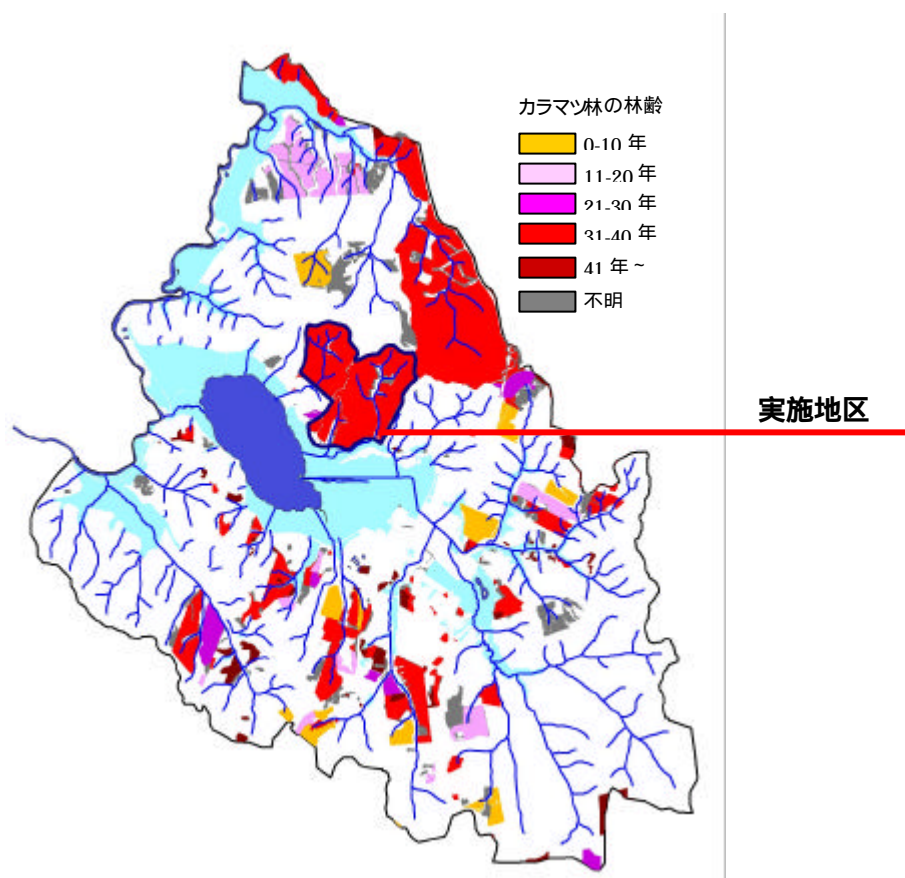 カラマツ林の林齢
0-10 年
11-20 年
21-30 年
31-40 年
41 年 ~
不明
実施地区